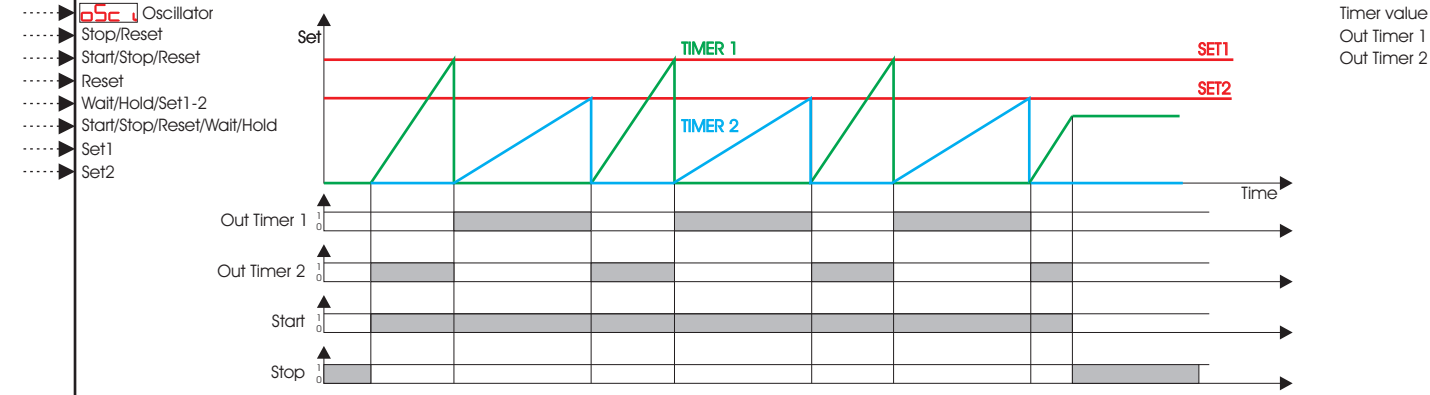 oSc i Oscillator
Stop/Reset
Start/Stop/Reset
Reset
Wait/Hold/Set1-2
Start/Stop/Reset/Wait/Hold
Set1
Set2
Set
TIMER 1
SET1
SET2
TIMER 2
Time
Out Timer 1
1
0
Out Timer 2
1
0
Start
1
0
Stop
1
0
Timer value
Out Timer 1
Out Timer 2